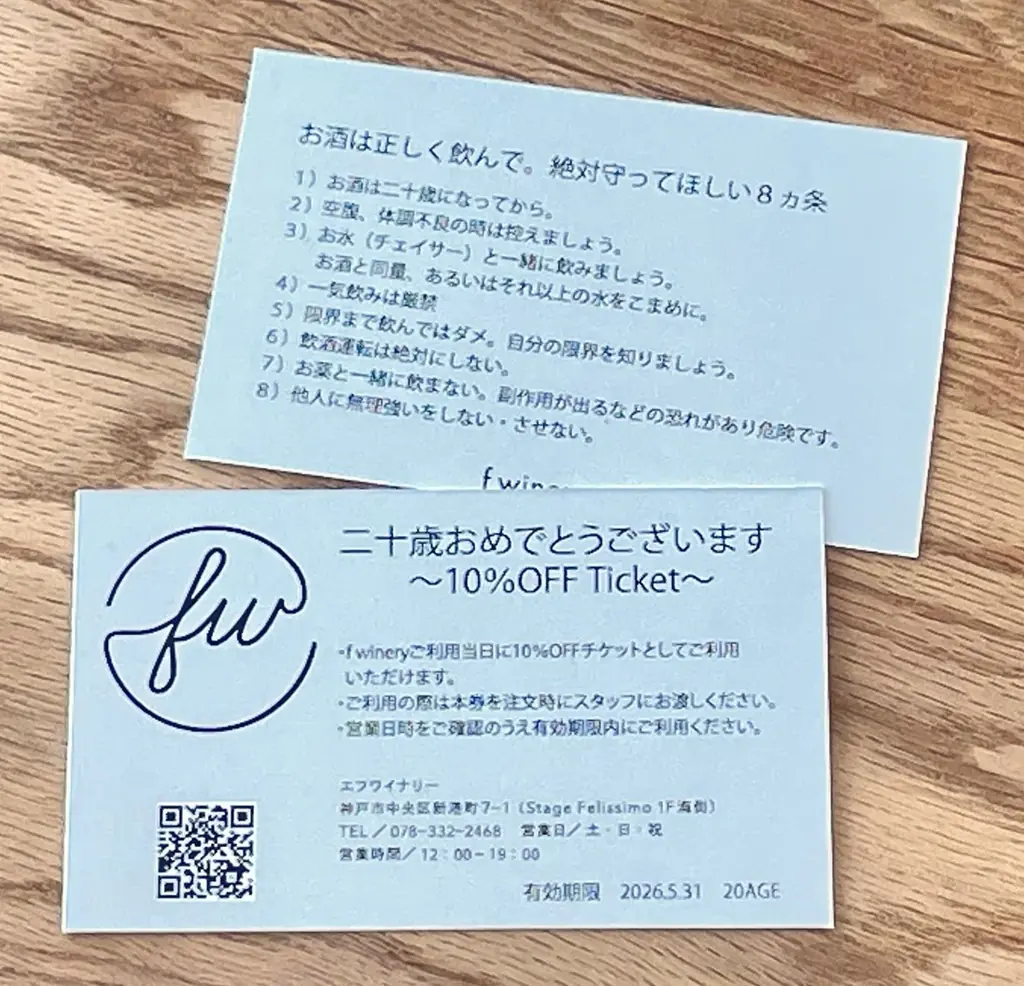 お酒は正しく飲んで。絶対守ってほしい８ヵ条
1）お酒は二十歳になってから。
2）空腹、体調不良の時は控えましょう。
3）お水（チェイサー）と一緒に飲みましょう。
お酒と同量、あるいはそれ以上の水をこまめに。
4）一気飲みは厳禁
5）限界まで飲んではダメ。自分の限界を知りましょう。
6）飲酒運転は絶対にしない。
7）お薬と一緒に飲まない。副作用が出るなどの恐れがあり危険です。
8）他人に無理強いをしない・させない。
fw
二十歳おめでとうございます
～10%OFF Ticket～
・f wineryご利用当日に10%OFFチケットとしてご利用
いただけます。
・ご利用の際は本券を注文時にスタッフにお渡しください。
・営業日時をご確認のうえ有効期限内にご利用ください。
エフワイナリー
神戸市中央区新港町7-1（Stage Felissimo 1F海側）
TEL／078-332-2468　営業日／土・日・祝
営業時間／12：00－19：00
有効期限　2026.5.31　20AGE